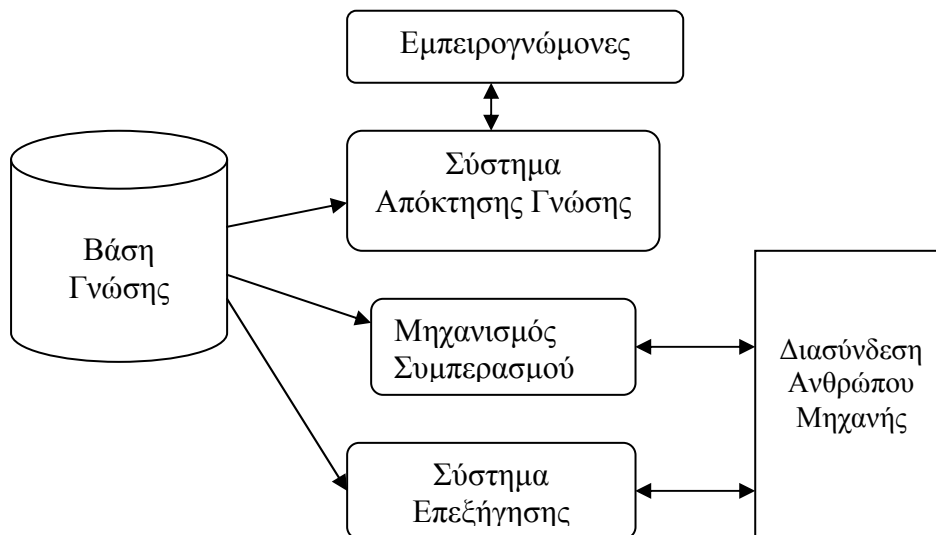 Εμπειρογνώμονες
Σύστημα
Απόκτησης Γνώσης
Βάση
Γνώσης
Μηχανισμός
Συμπερασμού
Διασύνδεση
Ανθρώπου
Μηχανής
Σύστημα
Επεξήγησης